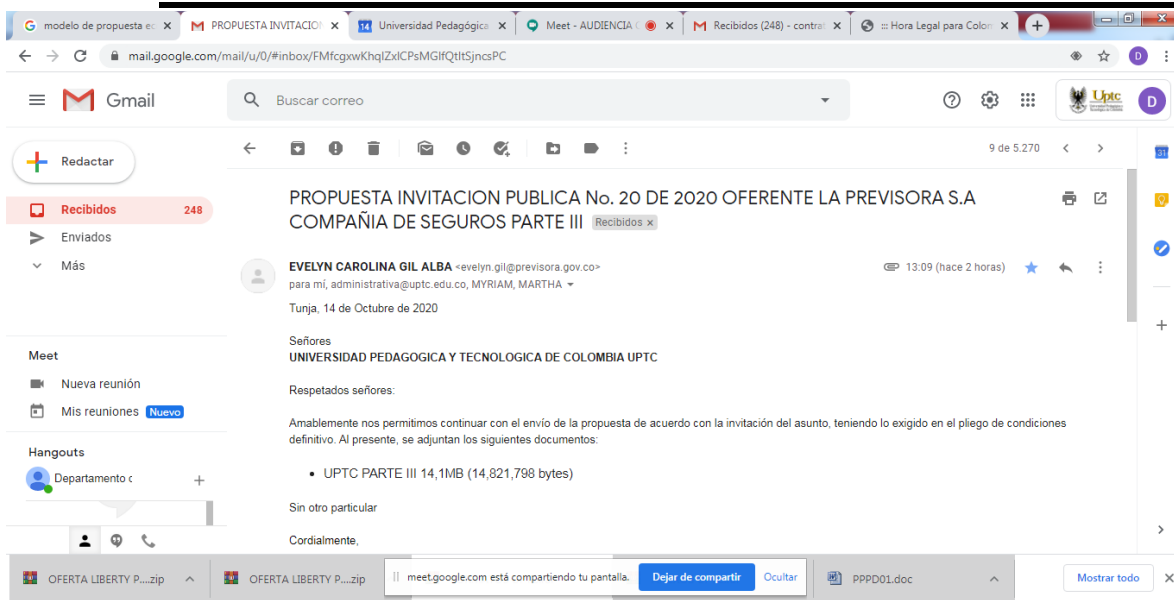 modelo de propuesta ec
PROPUESTA INVITACION
Universidad Pedagógica
Meet - AUDIENCIA
Recibidos (248) - contrat
::: Hora Legal para Colom
mail.google.com/mail/u/0/#inbox/FMfcgxwKhqlZxlCPsMGlfQtltSjncsPC
D
Gmail
Buscar correo
Uptc
D
Redactar
9 de 5.270
31
Recibidos 248
Enviados
Más
PROPUESTA INVITACION PUBLICA No. 20 DE 2020 OFERENTE LA PREVISORA S.A
COMPAÑIA DE SEGUROS PARTE III Recibidos x
EVELYN CAROLINA GIL ALBA <evelyn.gil@previsora.gov.co>
13:09 (hace 2 horas)
para mí, administrativa@uptc.edu.co, MYRIAM, MARTHA
Tunja, 14 de Octubre de 2020
Señores
UNIVERSIDAD PEDAGOGICA Y TECNOLOGICA DE COLOMBIA UPTC
Respetados señores:
Amablemente nos permitimos continuar con el envío de la propuesta de acuerdo con la invitación del asunto, teniendo lo exigido en el pliego de condiciones
definitivo. Al presente, se adjuntan los siguientes documentos:
• UPTC PARTE III 14,1MB (14,821,798 bytes)
Sin otro particular
Cordialmente,
Meet
Nueva reunión
Mis reuniones Nuevo
Hangouts
Departamento c
OFERTA LIBERTY P....zip
OFERTA LIBERTY P....zip
meet.google.com está compartiendo tu pantalla.
Dejar de compartir
Ocultar
PPPD01.doc
Mostrar todo